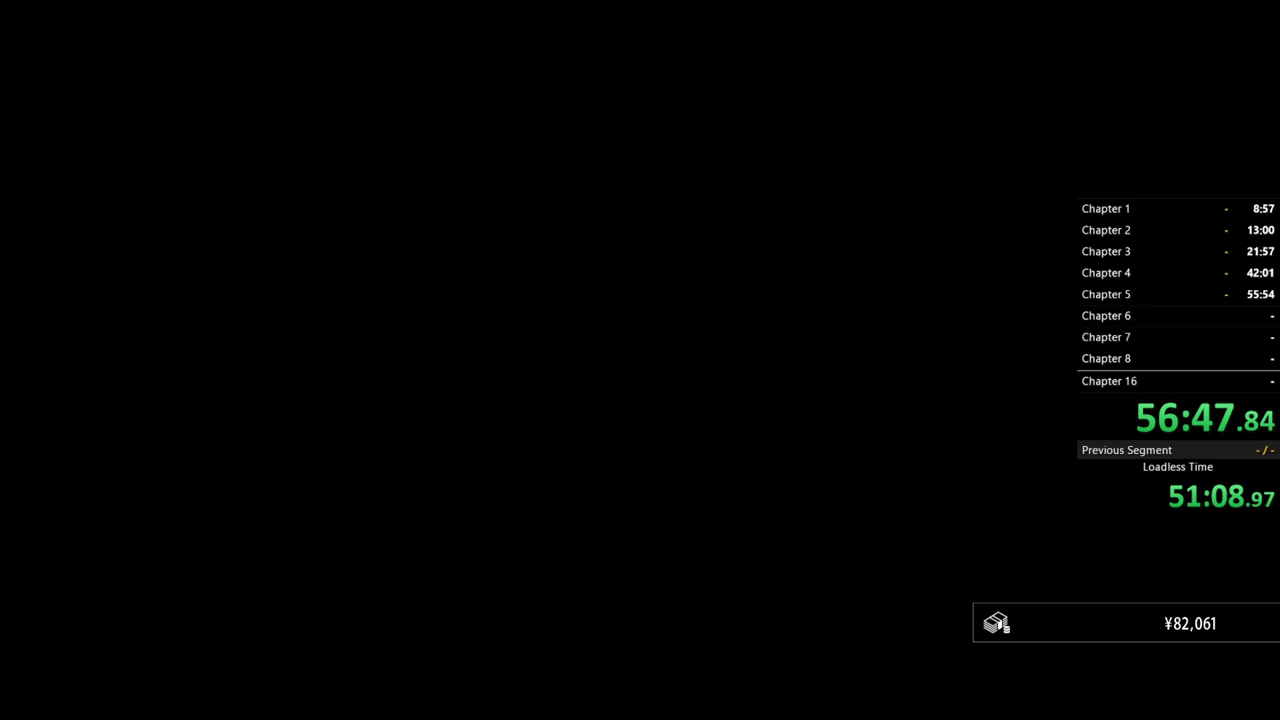 Chapter 1 - 8:57
Chapter 2 - 13:00
Chapter 3 - 21:57
Chapter 4 - 42:01
Chapter 5 - 55:54
Chapter 6 -
Chapter 7 -
Chapter 8 -
Chapter 16 -
56:47.84
Previous Segment - / -
Loadless Time
51:08.97
¥82,061